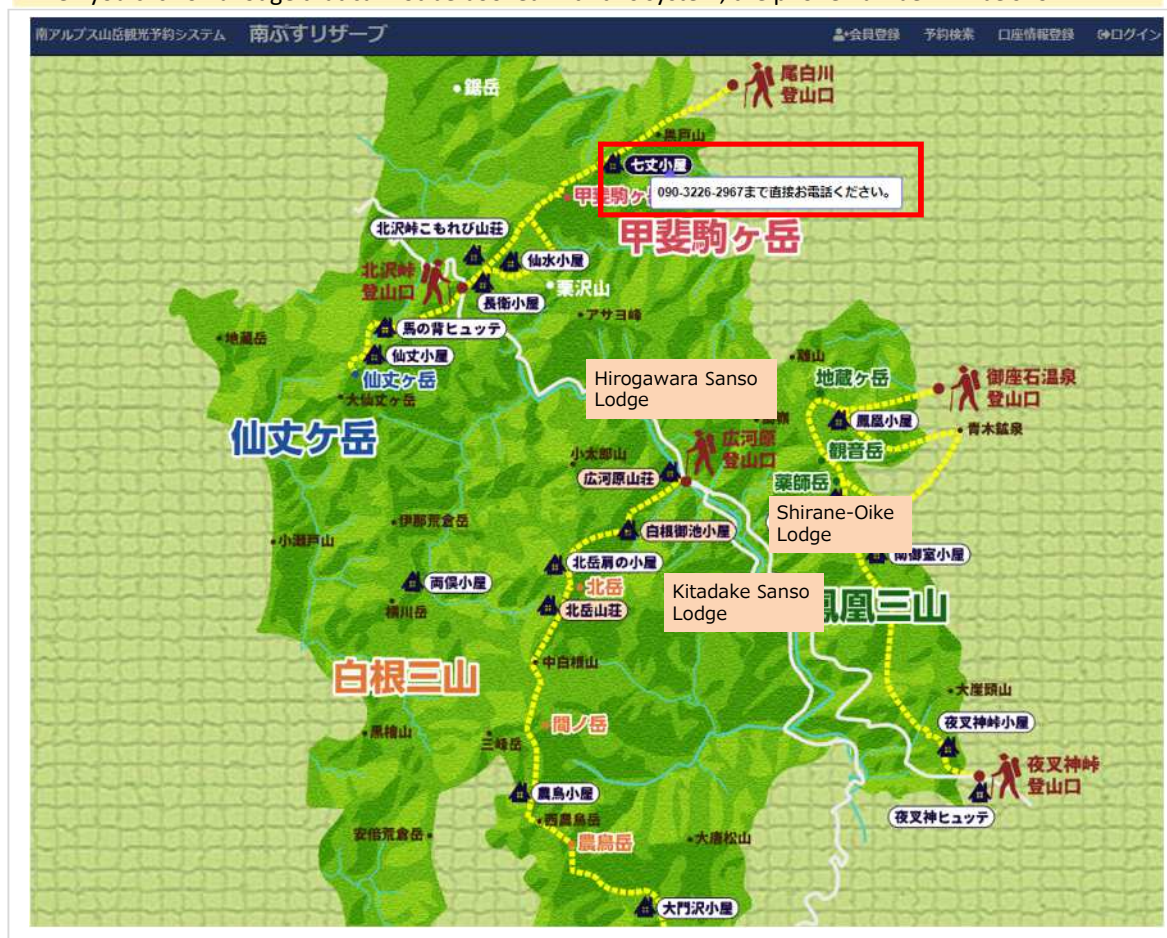 南アルプス山岳観光予約システム 南ぷすリザーブ 会員登録 予約検索 口座情報登録 ログイン
尾白川
登山口
鋸岳
黒戸山
七丈小屋
甲斐駒ヶ
090-3226-2967まで直接お電話ください。
甲斐駒ヶ岳
北沢峠こもれび山荘
仙水小屋
北沢峠
登山口
栗沢山
長衛小屋
アサヨ峰
馬の背ヒュッテ
地蔵岳
仙丈小屋
仙丈ヶ岳
大仙丈ヶ岳
仙丈ケ岳
Hirogawara Sanso
Lodge
離山
地蔵ヶ岳
御座石温泉
登山口
鳳凰小屋
青木鉱泉
観音岳
広河原
登山口
小太郎山
広河原山荘
薬師岳
Shirane-Oike
Lodge
伊那荒倉岳
小瀬戸山
白根御池小屋
南御室小屋
北岳肩の小屋
両俣小屋
北岳
Kitadake Sanso
Lodge
横川岳
北岳山荘
鳳凰三山
中白根山
白根三山
大崖頭山
夜叉神峠小屋
間ノ岳
黒檜山
三峰岳
夜叉神峠
登山口
農鳥小屋
夜叉神ヒュッテ
西農鳥岳
安倍荒倉岳
農鳥岳
大唐松山
大門沢小屋